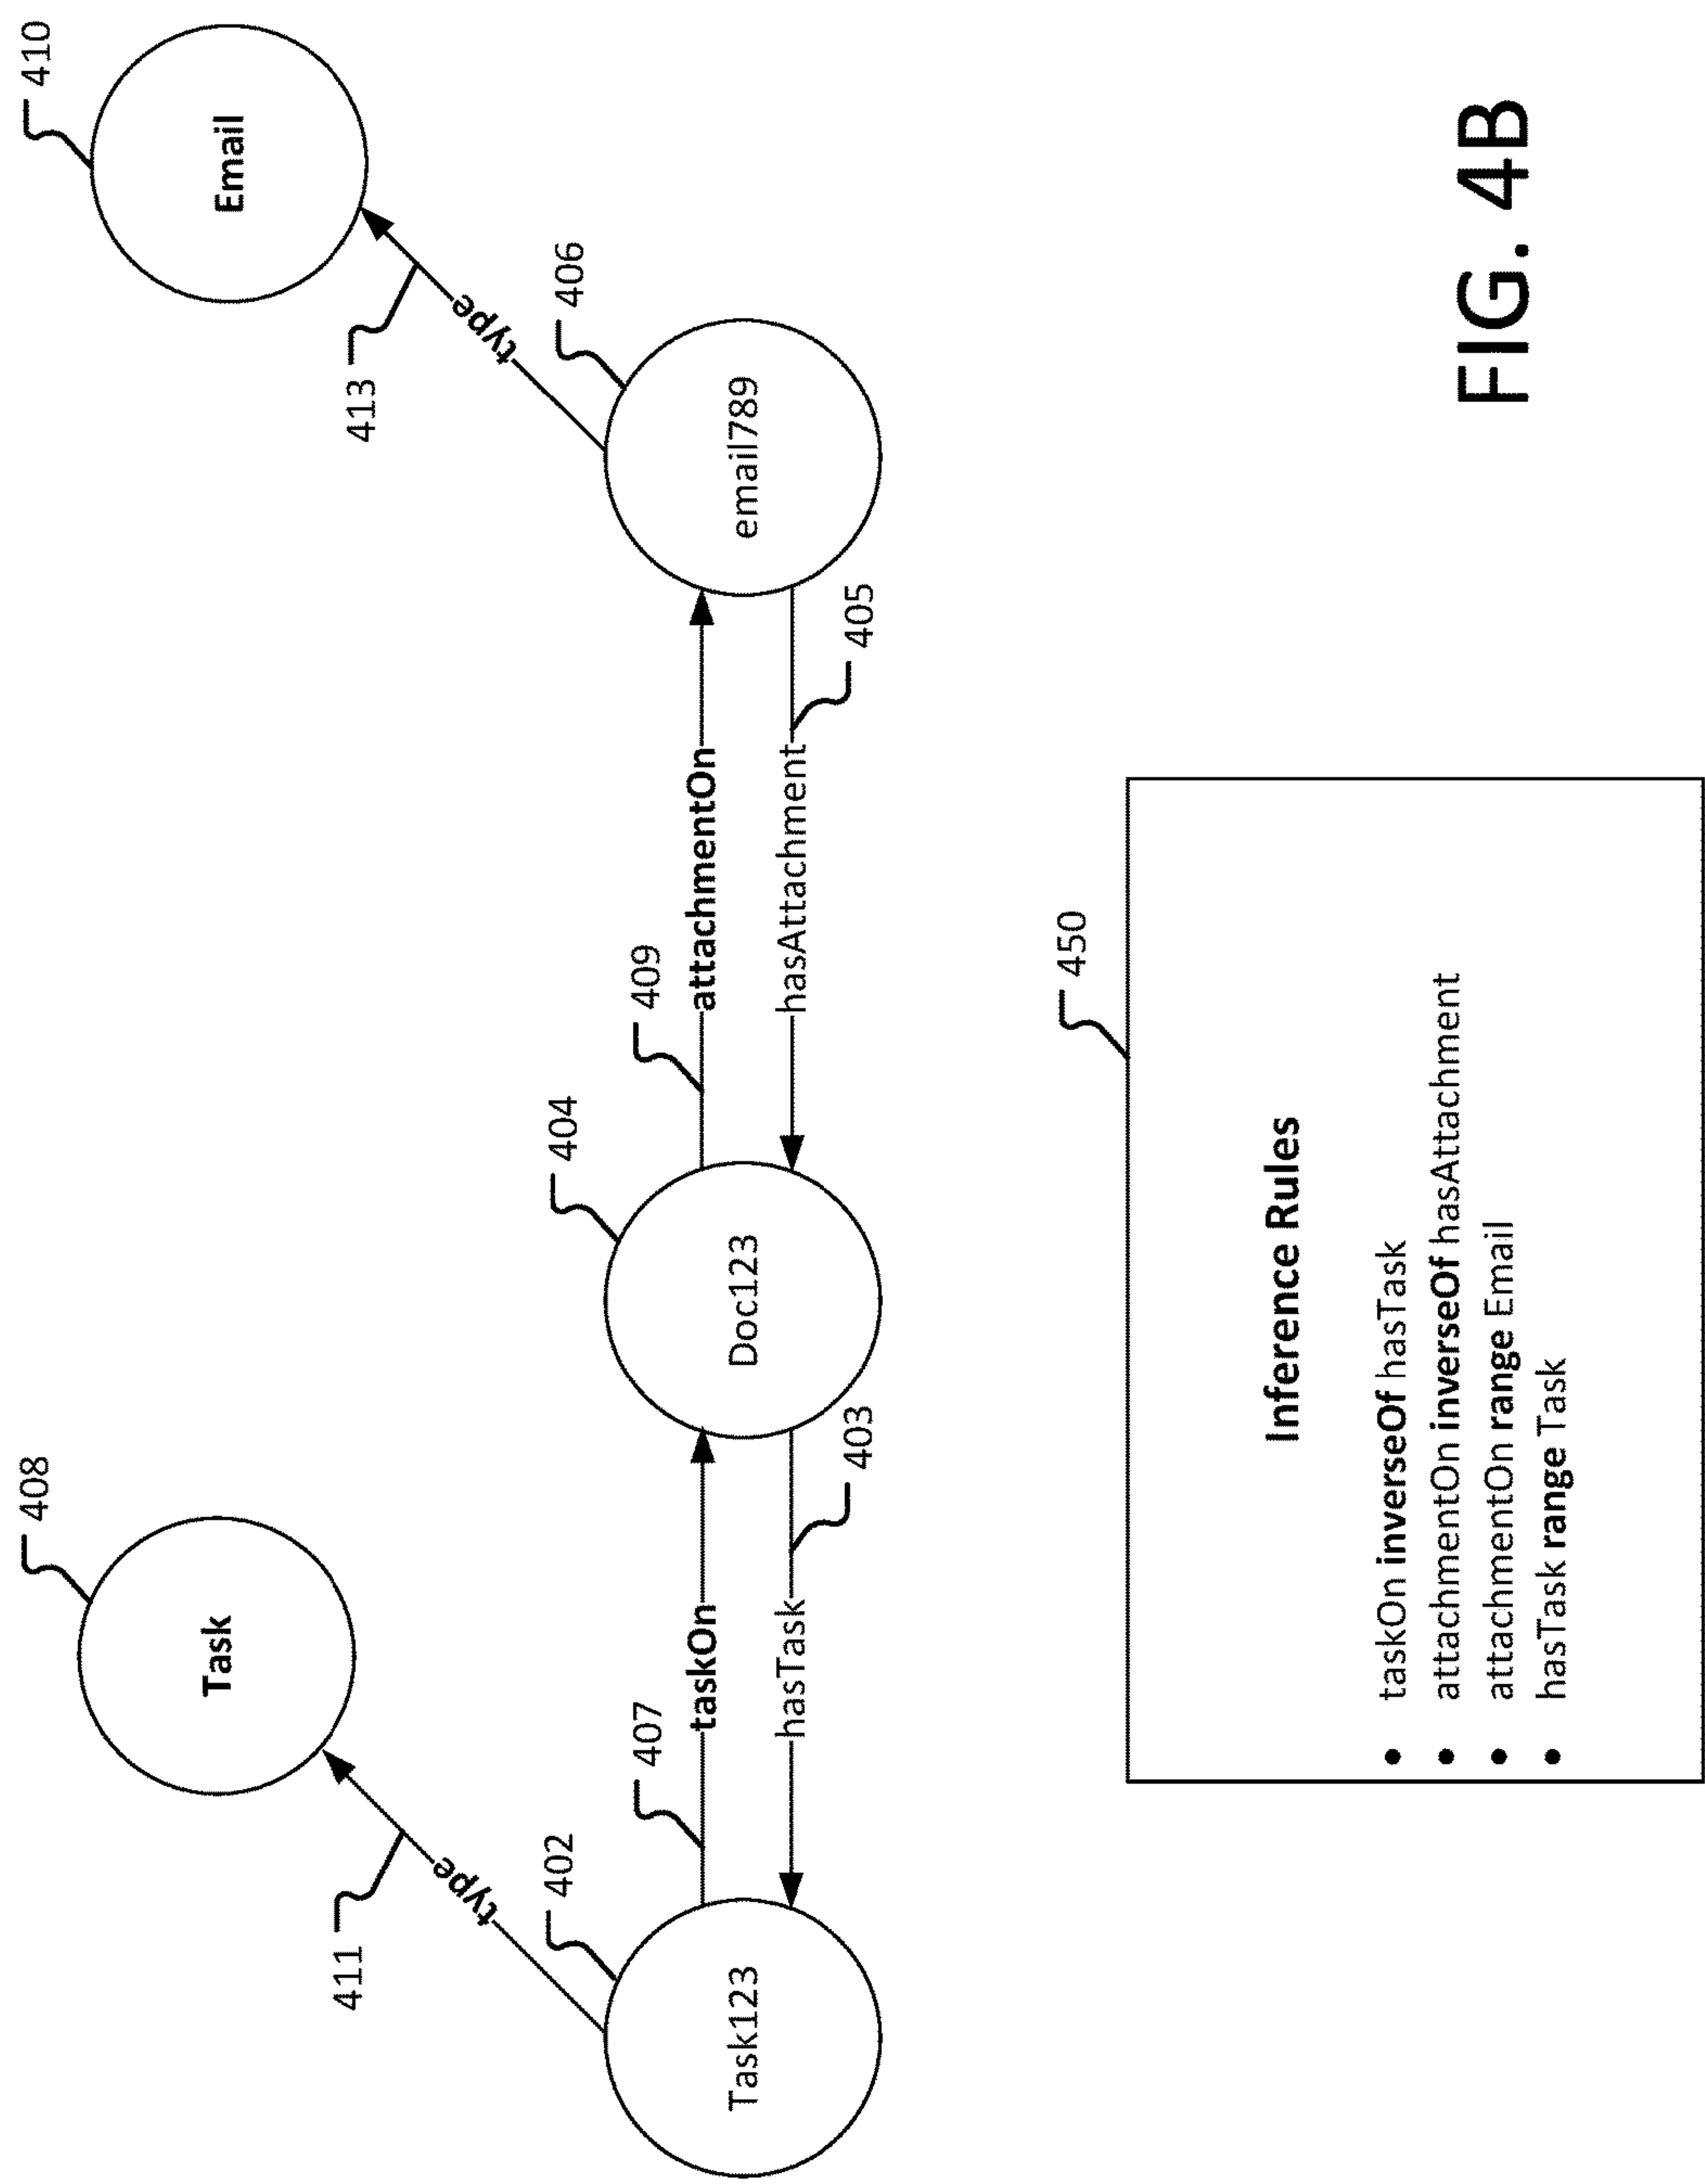 408
410
Task
Email
411
type
413
type
402
404
406
407
taskOn
409
attachmentOn
Task123
Doc123
email789
hasTask
403
hasAttachment
405
450
Inference Rules
• taskOn inverseOf hasTask
• attachmentOn inverseOf hasAttachment
• attachmentOn range Email
• hasTask range Task
FIG. 4B